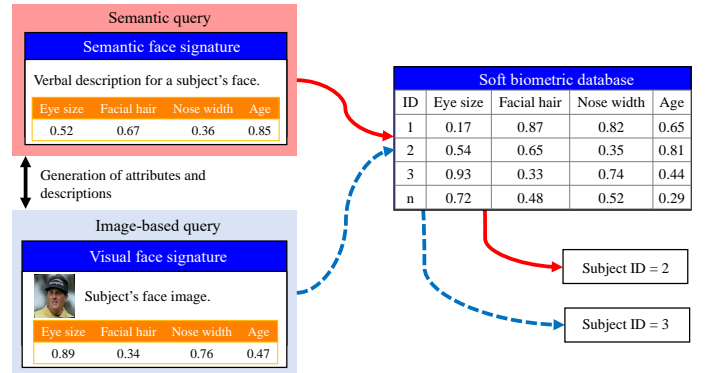 Semantic query
Semantic face signature
Verbal description for a subject's face.
Eye size Facial hair Nose width Age
0.52 0.67 0.36 0.85
Generation of attributes and
descriptions
Image-based query
Visual face signature
Subject's face image.
Eye size Facial hair Nose width Age
0.89 0.34 0.76 0.47
Soft biometric database
ID Eye size Facial hair Nose width Age
1 0.17 0.87 0.82 0.65
2 0.54 0.65 0.35 0.81
3 0.93 0.33 0.74 0.44
n 0.72 0.48 0.52 0.29
Subject ID = 2
Subject ID = 3